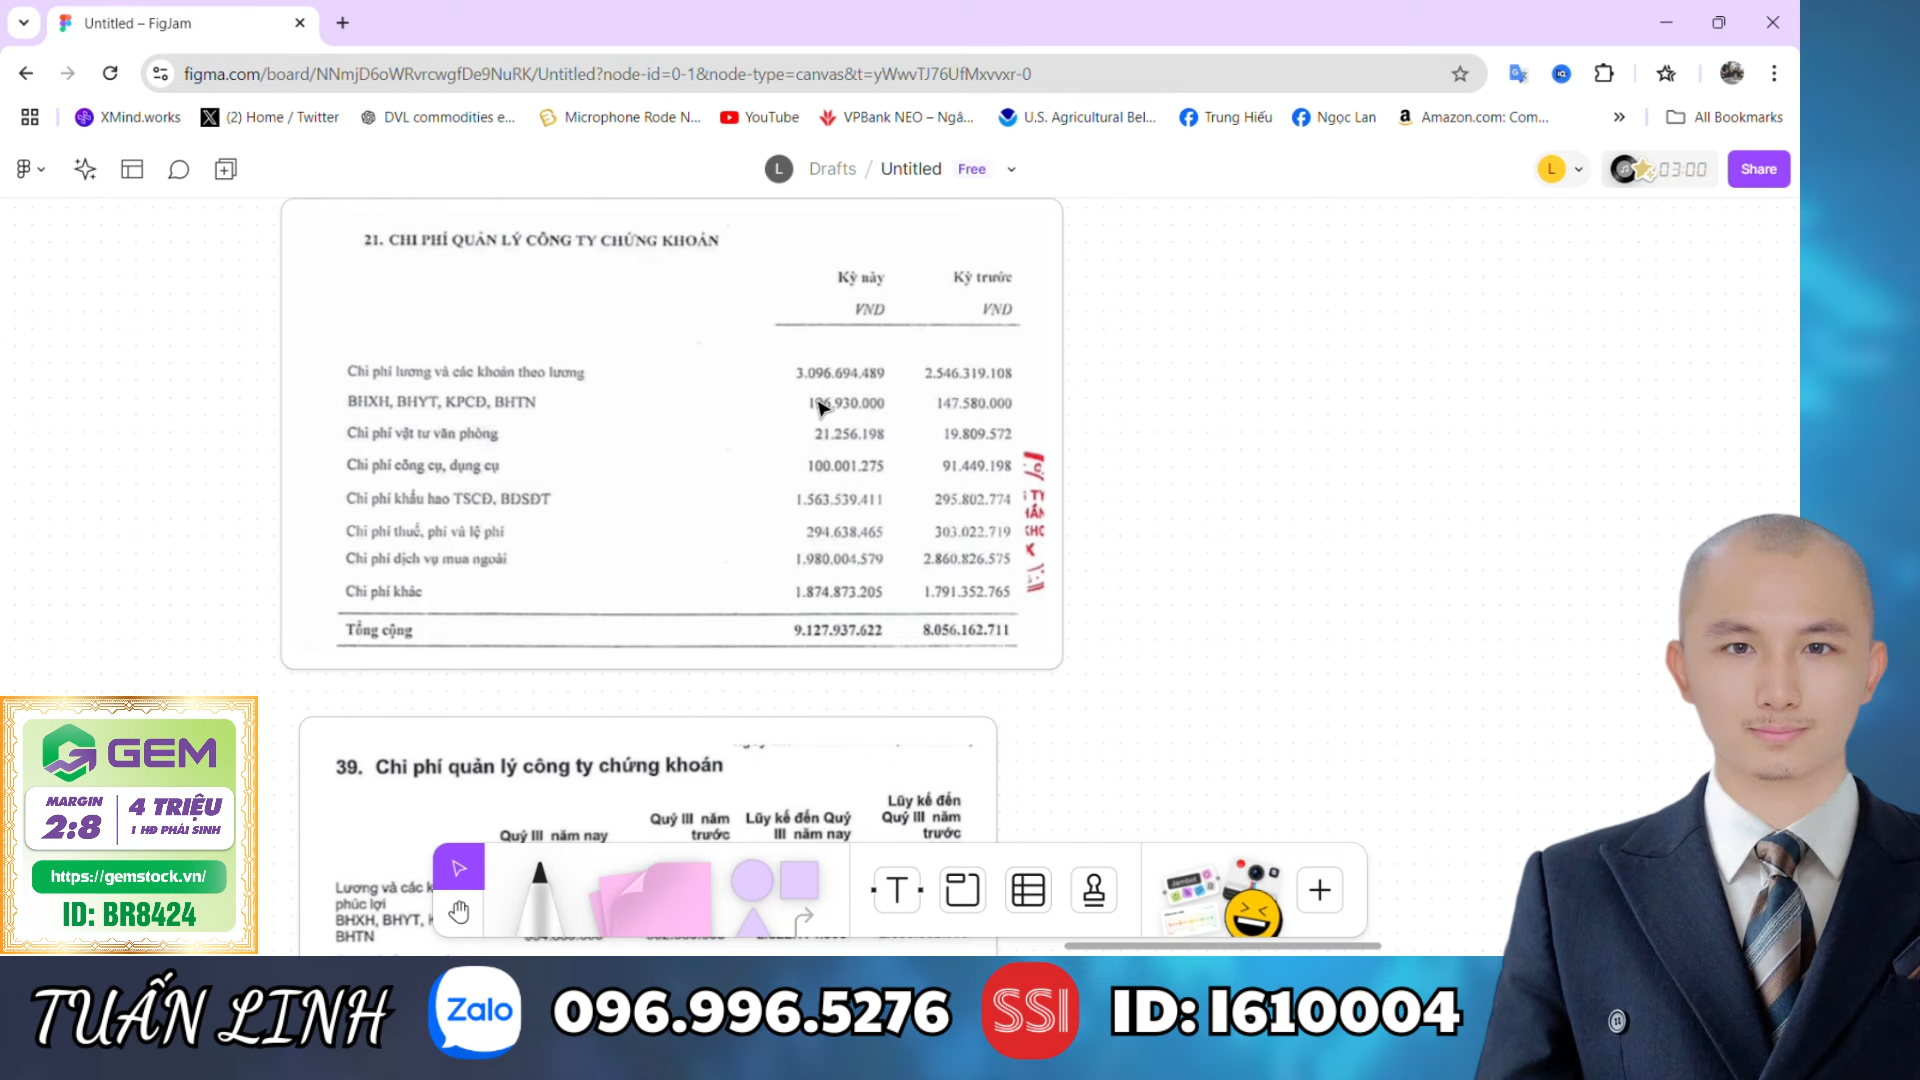 Untitled – FigJam
figma.com/board/NNmjD6oWRvrcwgfDe9NuRK/Untitled?node-id=0-1&node-type=canvas&t=yWwvTJ76UfMxvvxr-0
XMind.works
(2) Home / Twitter
DVL commodities e...
Microphone Rode N...
YouTube
VPBank NEO – Ngâ...
U.S. Agricultural Bel...
Trung Hiếu
Ngọc Lan
Amazon.com: Com...
All Bookmarks
L Drafts / Untitled Free
L
03:00
Share
21. CHI PHÍ QUẢN LÝ CÔNG TY CHỨNG KHOÁN
Kỳ này Kỳ trước
VND VND
Chi phí lương và các khoản theo lương 3.096.694.489 2.546.319.108
BHXH, BHYT, KPCĐ, BHTN 930.000 147.580.000
Chi phí vật tư văn phòng 21.256.198 19.809.572
Chi phí công cụ, dụng cụ 100.001.275 91.449.198
Chi phí khấu hao TSCĐ, BĐSĐT 1.563.539.411 295.802.774
Chi phí thuế, phí và lệ phí 294.638.465 303.022.719
Chi phí dịch vụ mua ngoài 1.980.004.579 2.860.826.575
Chi phí khác 1.874.873.205 1.791.352.765
Tổng cộng 9.127.937.622 8.056.162.711
39. Chi phí quản lý công ty chứng khoán
Quý III năm nay
Quý III năm trước
Lũy kế đến Quý III năm nay
Lũy kế đến Quý III năm trước
Lương và các
phúc lợi
BHXH, BHYT,
BHTN
GEM
MARGIN 2:8
4 TRIỆU
1 HĐ PHÁI SINH
https://gemstock.vn/
ID: BR8424
TUẤN LINH
Zalo
096.996.5276
SSI
ID: I610004